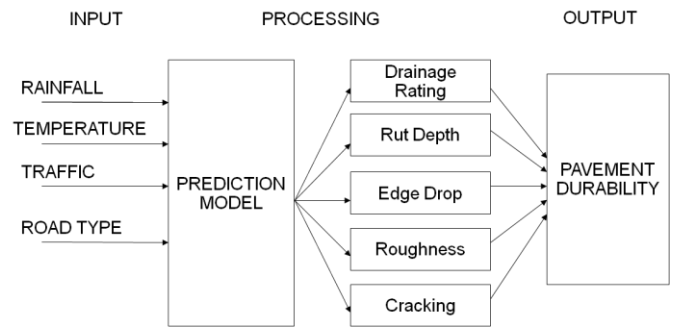 INPUT
PROCESSING
OUTPUT
RAINFALL
TEMPERATURE
TRAFFIC
ROAD TYPE
PREDICTION
MODEL
Drainage
Rating
Rut Depth
Edge Drop
Roughness
Cracking
PAVEMENT
DURABILITY